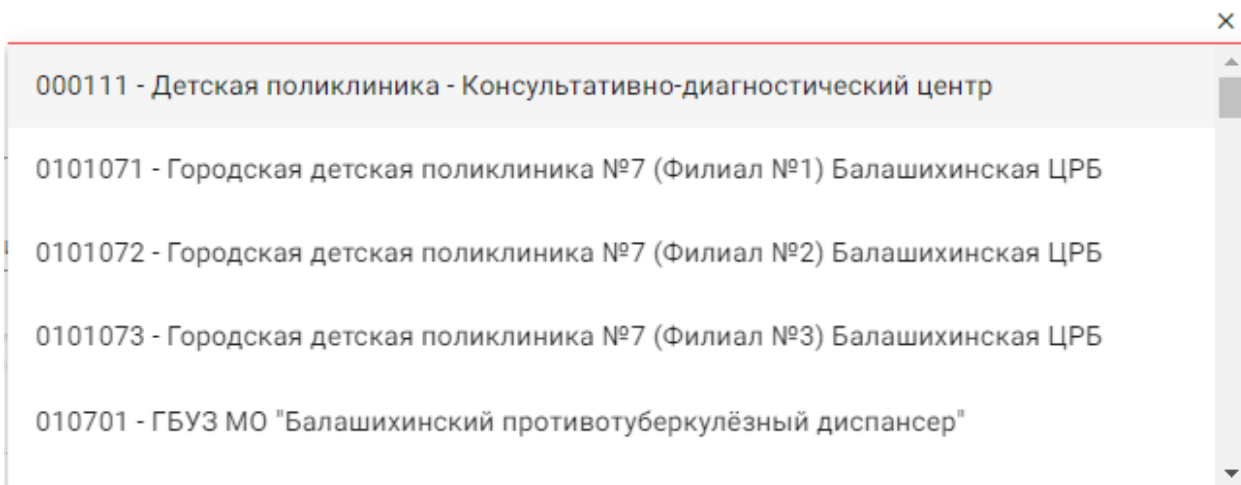 000111 - Детская поликлиника - Консультативно-диагностический центр
0101071 - Городская детская поликлиника №7 (Филиал №1) Балашихинская ЦРБ
0101072 - Городская детская поликлиника №7 (Филиал №2) Балашихинская ЦРБ
0101073 - Городская детская поликлиника №7 (Филиал №3) Балашихинская ЦРБ
010701 - ГБУЗ МО "Балашихинский противотуберкулёзный диспансер"